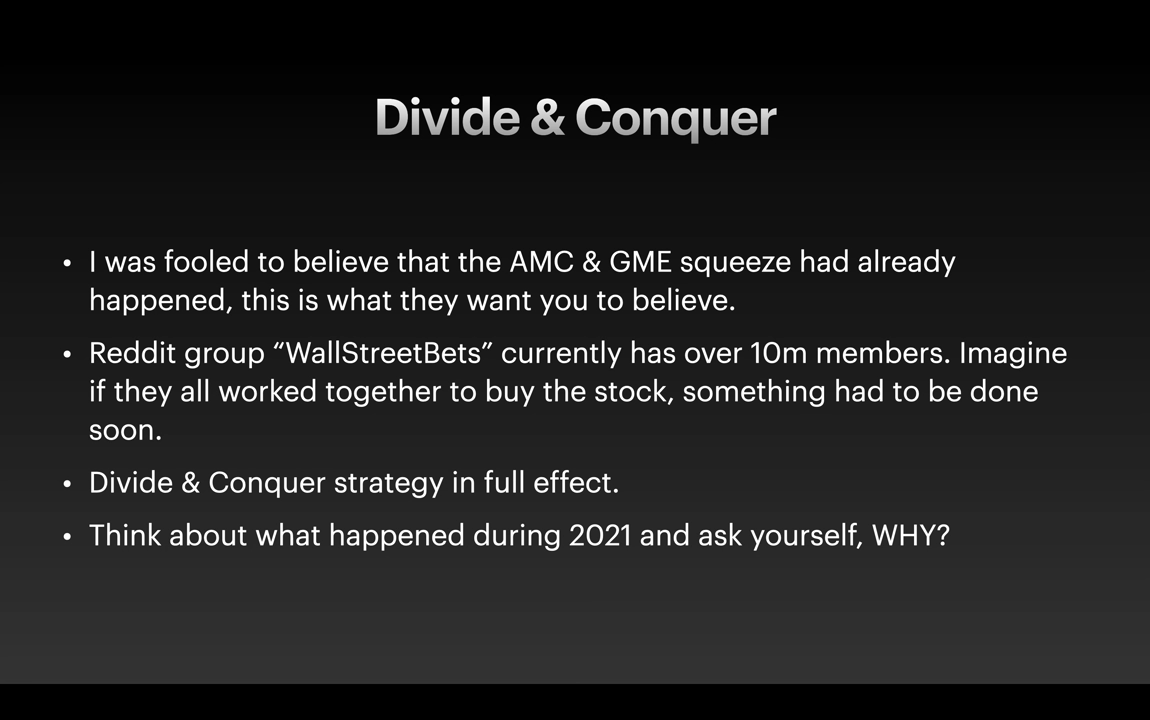 Divide & Conquer
• I was fooled to believe that the AMC & GME squeeze had already
happened, this is what they want you to believe.
• Reddit group “WallStreetBets” currently has over 10m members. Imagine
if they all worked together to buy the stock, something had to be done
soon.
• Divide & Conquer strategy in full effect.
• Think about what happened during 2021 and ask yourself, WHY?